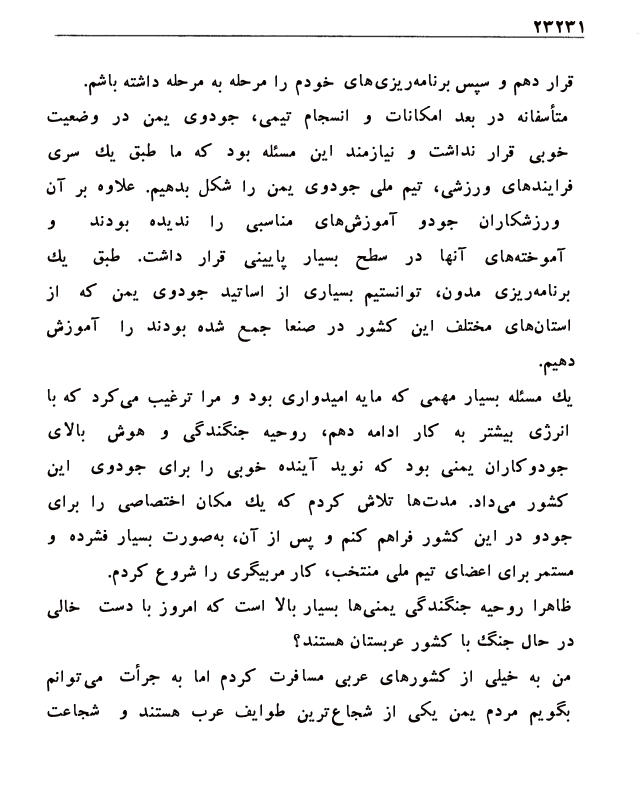 ۲۳۲۳۱
قرار دهم و سپس برنامه‌ریزی‌های خودم را مرحله به مرحله داشته باشم.
متأسفانه در بعد امکانات و انسجام تیمی، جودوی یمن در وضعیت
خوبی قرار نداشت و نیازمند این مسئله بود که ما طبق یك سری
فرایندهای ورزشی، تیم ملی جودوی یمن را شکل بدهیم. علاوه بر آن
ورزشکاران جودو آموزش‌های مناسبی را ندیده بودند و
آموخته‌های آنها در سطح بسیار پایینی قرار داشت. طبق یك
برنامه‌ریزی مدون، توانستیم بسیاری از اساتید جودوی یمن که از
استان‌های مختلف این کشور در صنعا جمع شده بودند را آموزش
دهیم.
یك مسئله بسیار مهمی که مایه امیدواری بود و مرا ترغیب می‌کرد که با
انرژی بیشتر به کار ادامه دهم، روحیه جنگندگی و هوش بالای
جودوکاران یمنی بود که نوید آینده خوبی را برای جودوی این
کشور می‌داد. مدت‌ها تلاش کردم که یك مکان اختصاصی را برای
جودو در این کشور فراهم کنم و پس از آن، به‌صورت بسیار فشرده و
مستمر برای اعضای تیم ملی منتخب، کار مربیگری را شروع کردم.
ظاهرا روحیه جنگندگی یمنی‌ها بسیار بالا است که امروز با دست خالی
در حال جنگ با کشور عربستان هستند؟
من به خیلی از کشورهای عربی مسافرت کردم اما به جرأت می‌توانم
بگویم مردم یمن یکی از شجاع‌ترین طوایف عرب هستند و شجاعت